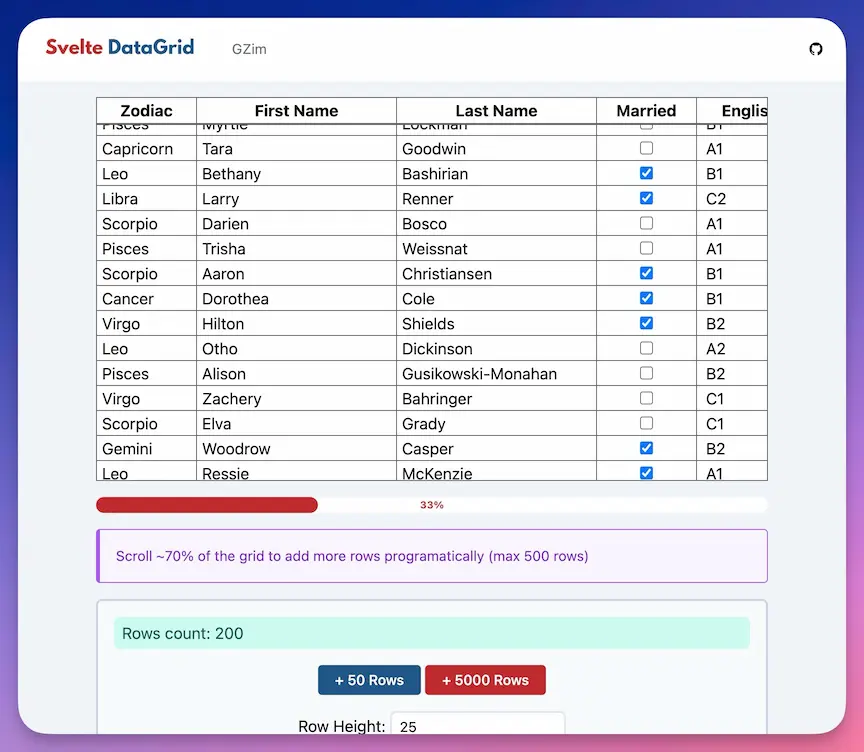 Svelte DataGrid GZim
Zodiac First Name Last Name Married Englis
Pisces Myrtle Lockman B1
Capricorn Tara Goodwin A1
Leo Bethany Bashirian B1
Libra Larry Renner C2
Scorpio Darien Bosco A1
Pisces Trisha Weissnat A1
Scorpio Aaron Christiansen B1
Cancer Dorothea Cole B1
Virgo Hilton Shields B2
Leo Otho Dickinson A2
Pisces Alison Gusikowski-Monahan B2
Virgo Zachery Bahringer C1
Scorpio Elva Grady C1
Gemini Woodrow Casper B2
Leo Ressie McKenzie A1
33%
Scroll ~70% of the grid to add more rows programatically (max 500 rows)
Rows count: 200
+ 50 Rows + 5000 Rows
Row Height: 25